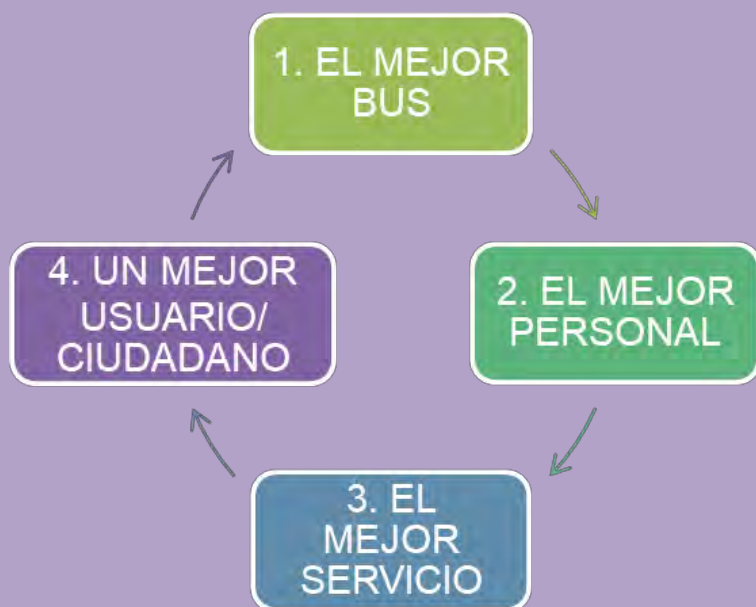 1. EL MEJOR
BUS
2. EL MEJOR
PERSONAL
3. EL
MEJOR
SERVICIO
4. UN MEJOR
USUARIO/
CIUDADANO